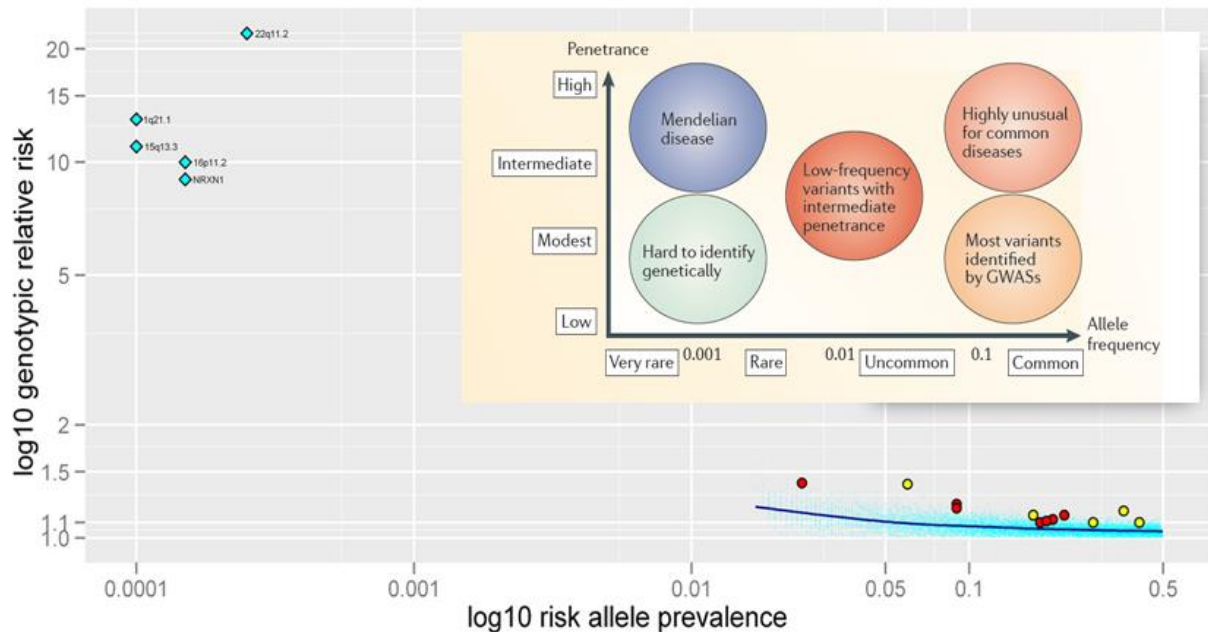 20
15
10
5
2
1.5
1.1
1.0
log10 genotypic relative risk
22q11.2
1q21.1
15q13.3
16p11.2
NRXN1
Penetrance
High
Intermediate
Modest
Low
Mendelian
disease
Highly unusual
for common
diseases
Low-frequency
variants with
intermediate
penetrance
Hard to identify
genetically
Most variants
identified
by GWASs
Allele
frequency
Very rare 0.001 Rare 0.01 Uncommon 0.1 Common
0.0001 0.001 0.01 0.05 0.1 0.5
log10 risk allele prevalence